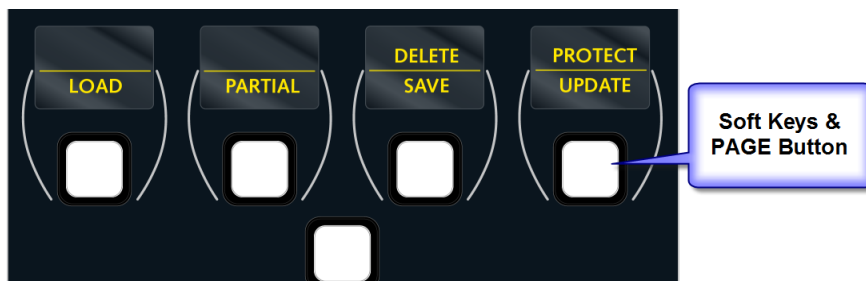 DELETE
PROTECT
LOAD
PARTIAL
SAVE
UPDATE
Soft Keys &
PAGE Button